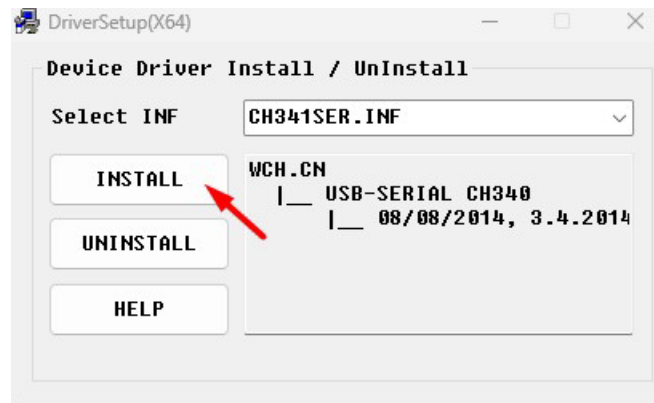 DriverSetup(X64)
Device Driver Install / UnInstall
Select INF
CH341SER.INF
INSTALL
UNINSTALL
HELP
WCH.CN
|__ USB-SERIAL CH340
|__ 08/08/2014, 3.4.2014